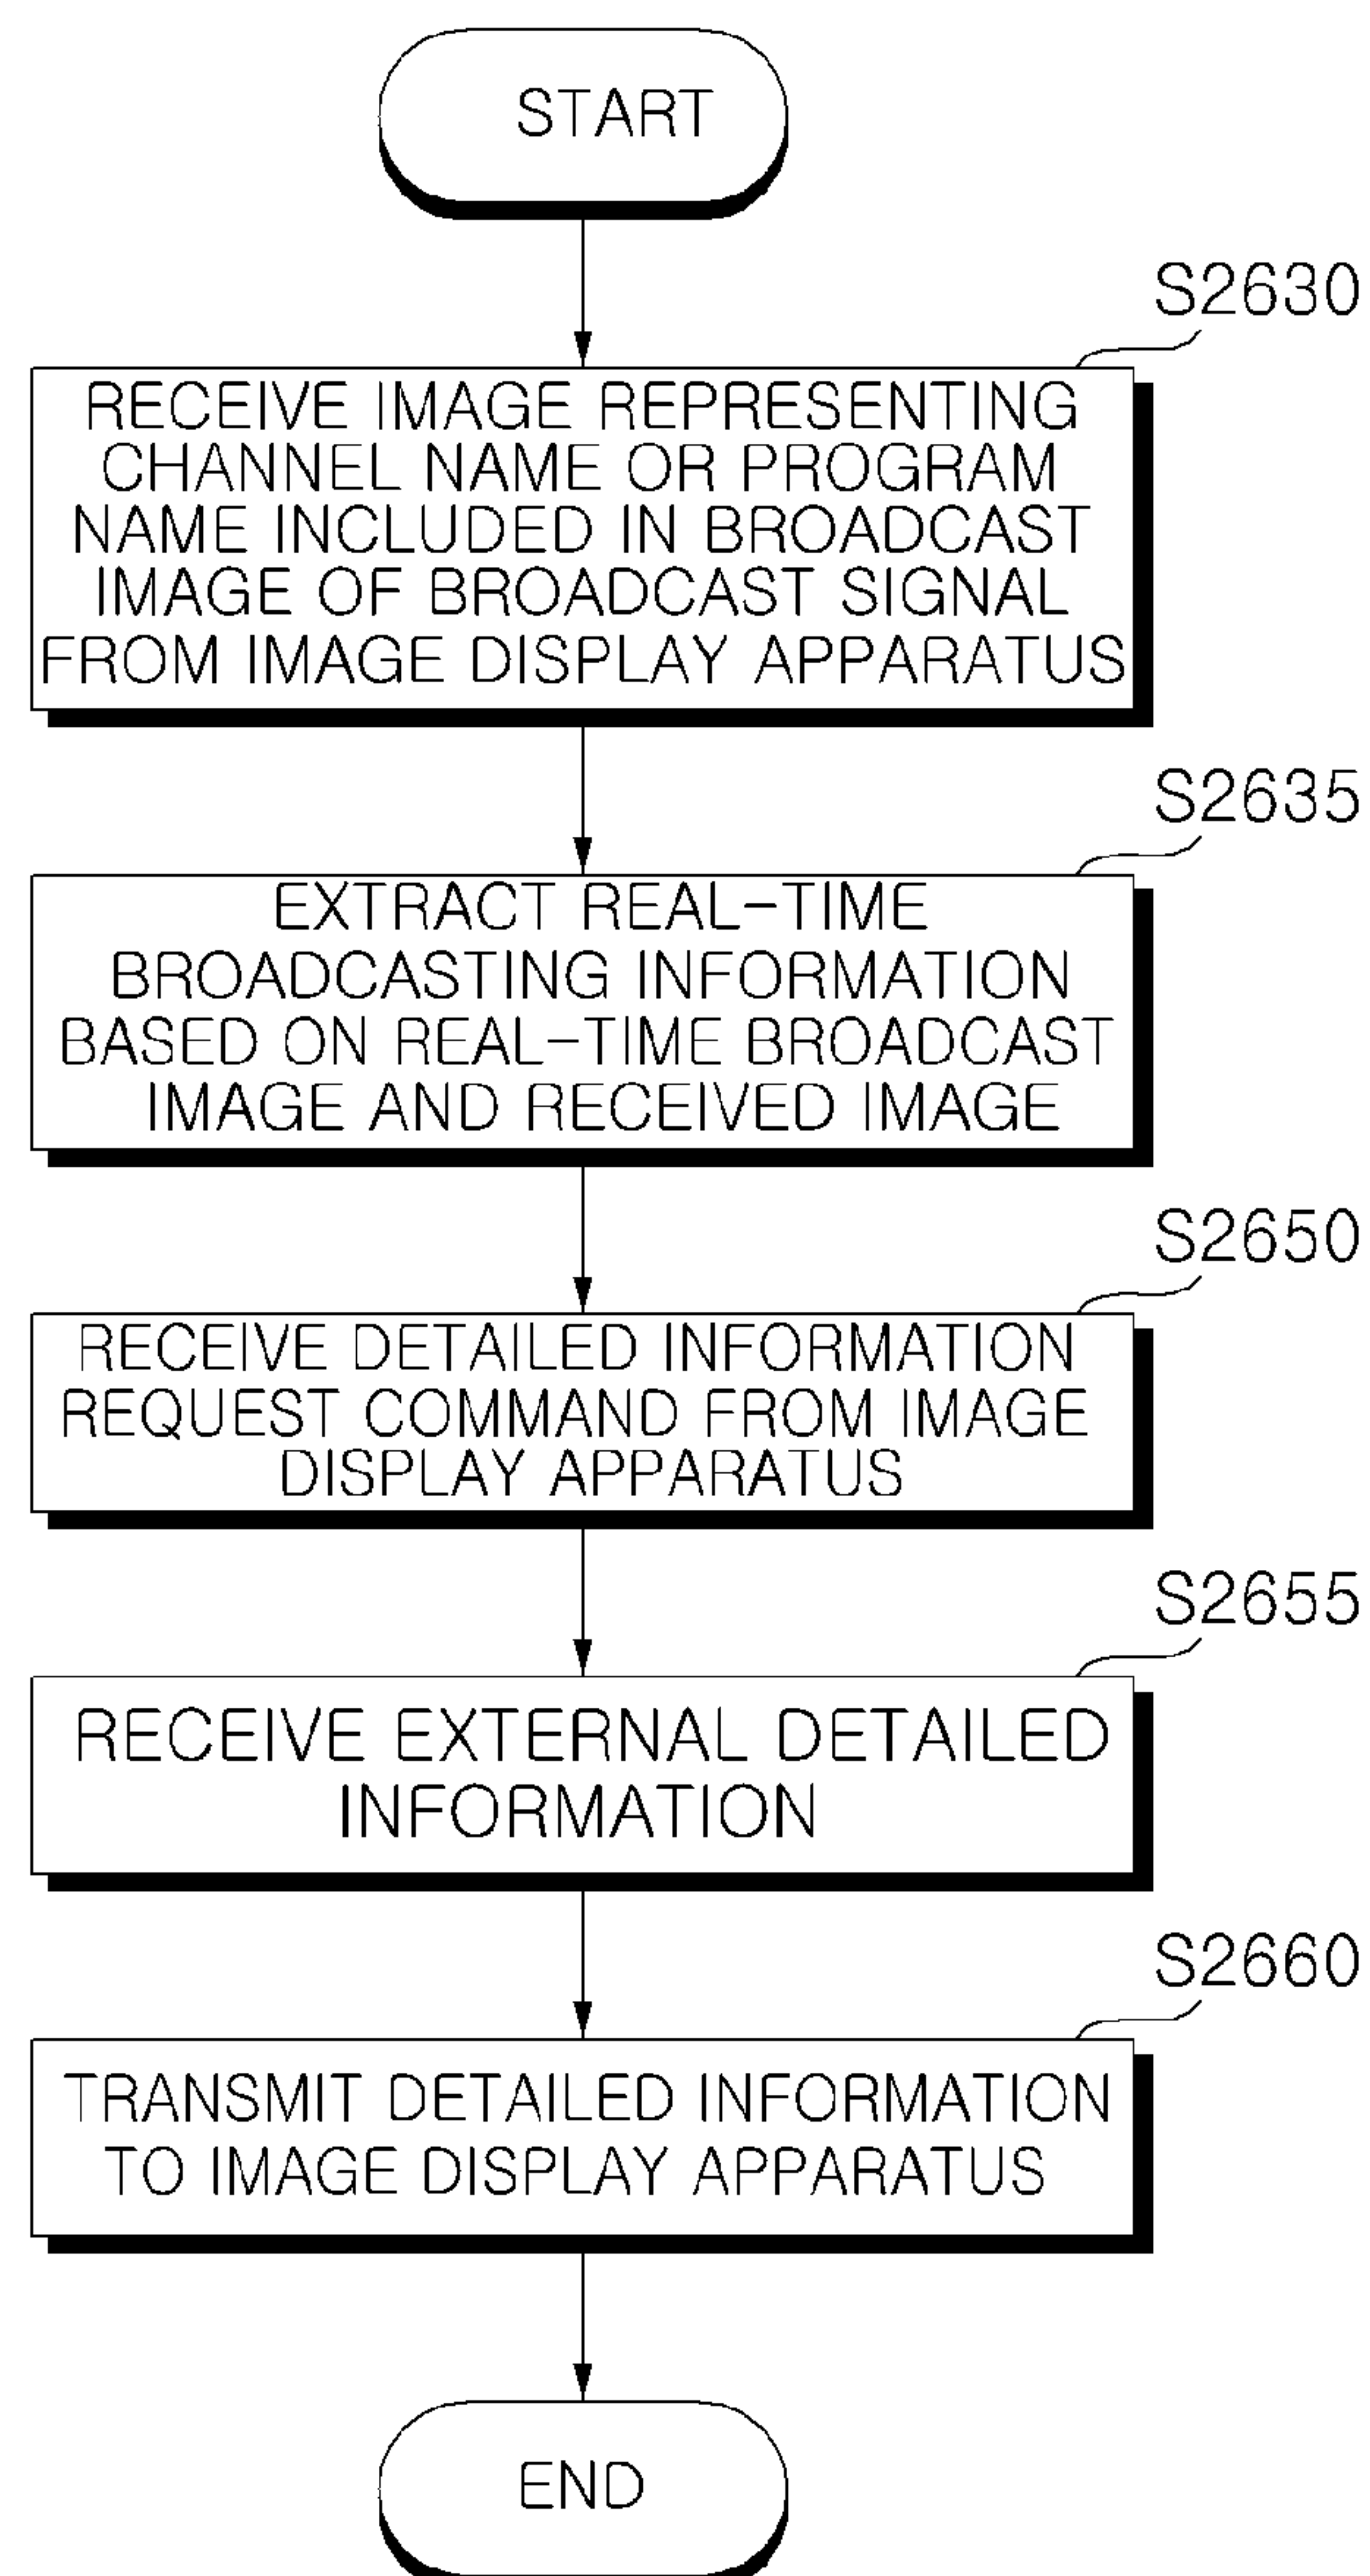 START
S2630
RECEIVE IMAGE REPRESENTING
CHANNEL NAME OR PROGRAM
NAME INCLUDED IN BROADCAST
IMAGE OF BROADCAST SIGNAL
FROM IMAGE DISPLAY APPARATUS
S2635
EXTRACT REAL-TIME
BROADCASTING INFORMATION
BASED ON REAL-TIME BROADCAST
IMAGE AND RECEIVED IMAGE
S2650
RECEIVE DETAILED INFORMATION
REQUEST COMMAND FROM IMAGE
DISPLAY APPARATUS
S2655
RECEIVE EXTERNAL DETAILED
INFORMATION
S2660
TRANSMIT DETAILED INFORMATION
TO IMAGE DISPLAY APPARATUS
END